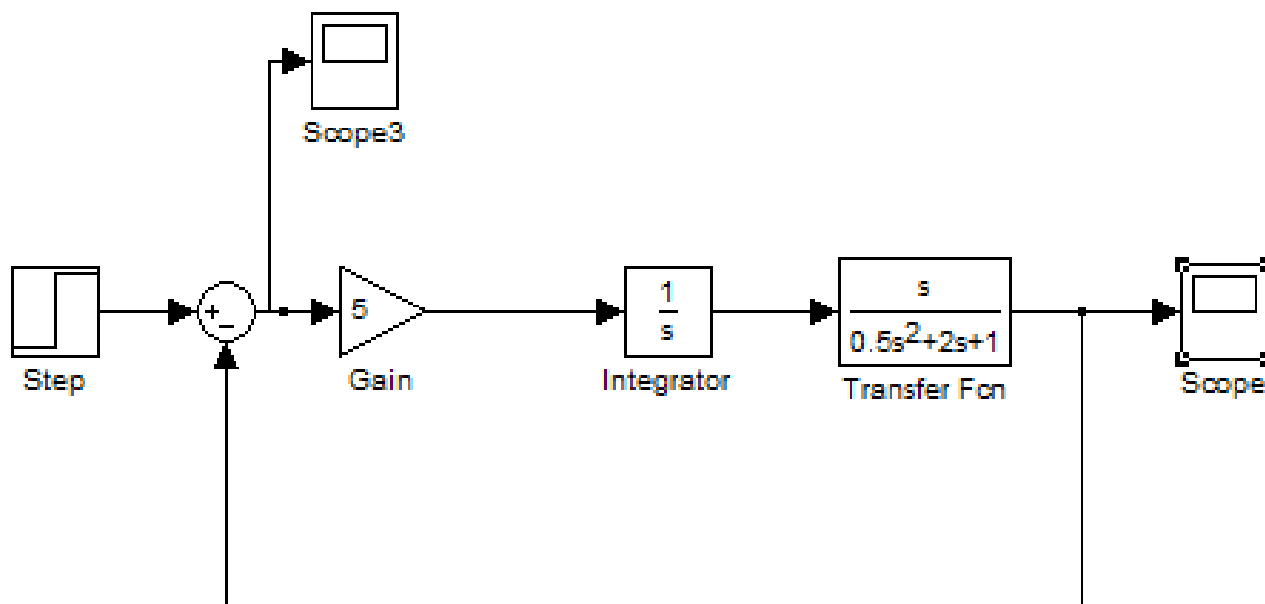 Scope3
+
−
5
1
s
s
0.5s²+2s+1
Step
Gain
Integrator
Transfer Fcn
Scope